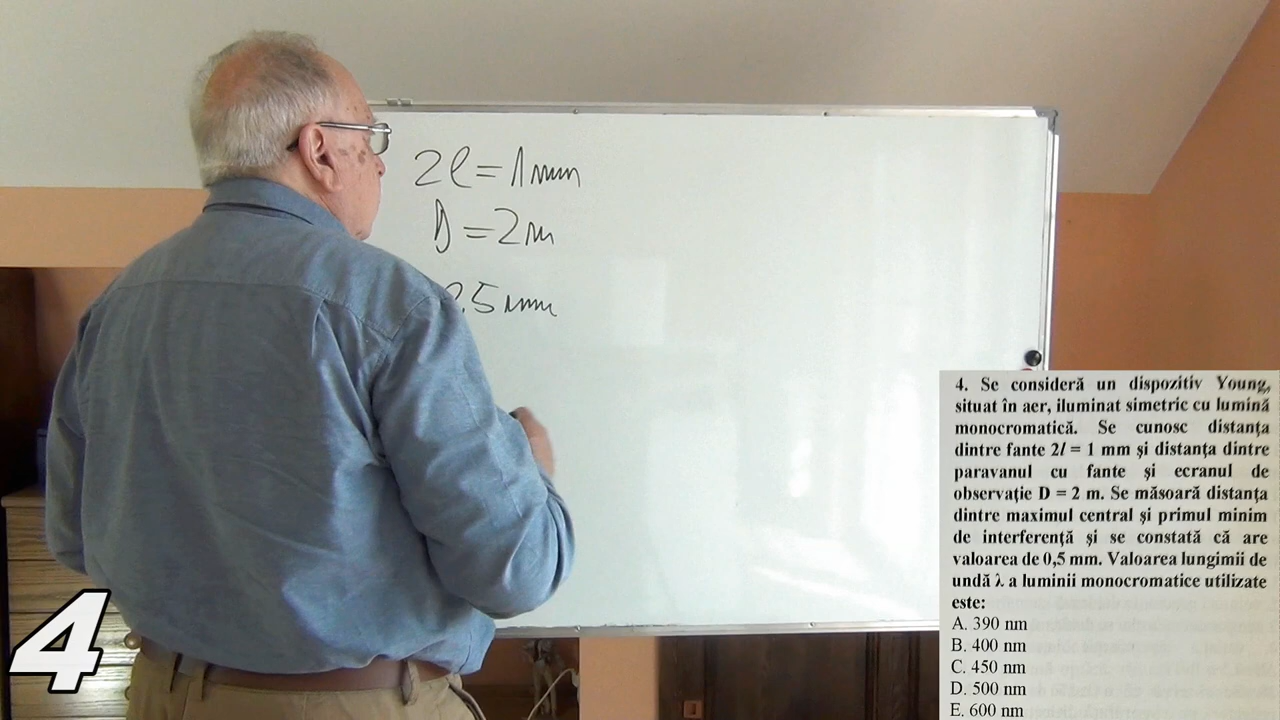 2l = 1 mm
D = 2 m
,5 mm
4. Se consideră un dispozitiv Young,
situat în aer, iluminat simetric cu lumină
monocromatică. Se cunosc distanţa
dintre fante 2l = 1 mm şi distanţa dintre
paravanul cu fante şi ecranul de
observaţie D = 2 m. Se măsoară distanţa
dintre maximul central şi primul minim
de interferenţă şi se constată că are
valoarea de 0,5 mm. Valoarea lungimii de
undă λ a luminii monocromatice utilizate
este:
A. 390 nm
B. 400 nm
C. 450 nm
D. 500 nm
E. 600 nm
4